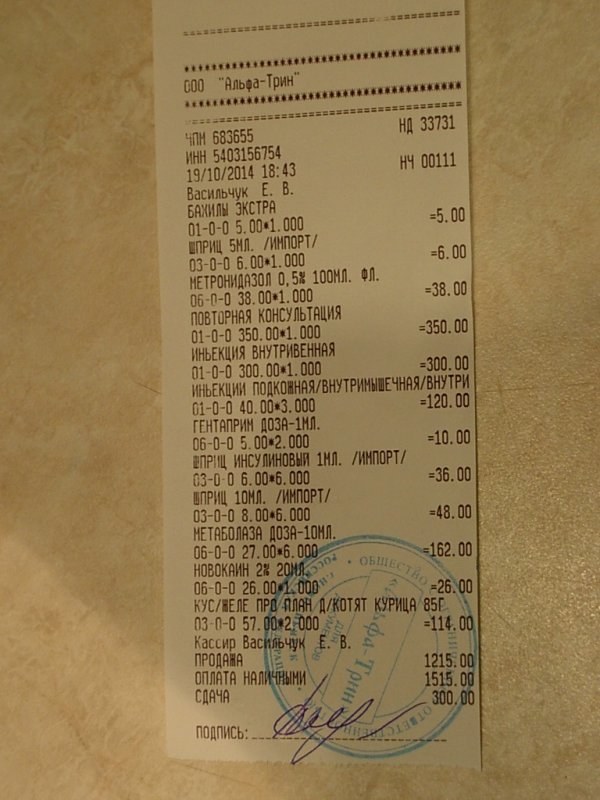 ================================
********************************
ООО "Альфа-Трин"
********************************
================================
ЧПМ 683655 НД 33731
ИНН 5403156754
19/10/2014 18:43 НЧ 00111
Васильчук Е. В.
БАХИЛЫ ЭКСТРА
01-0-0 5.00*1.000 =5.00
ШПРИЦ 5МЛ. /ИМПОРТ/
03-0-0 6.00*1.000 =6.00
МЕТРОНИДАЗОЛ 0,5% 100МЛ. ФЛ.
06-0-0 38.00*1.000 =38.00
ПОВТОРНАЯ КОНСУЛЬТАЦИЯ
01-0-0 350.00*1.000 =350.00
ИНЬЕКЦИЯ ВНУТРИВЕННАЯ
01-0-0 300.00*1.000 =300.00
ИНЬЕКЦИИ ПОДКОЖНАЯ/ВНУТРИМЫШЕЧНАЯ/ВНУТРИ
01-0-0 40.00*3.000 =120.00
ГЕНТАПРИМ ДОЗА-1МЛ.
06-0-0 5.00*2.000 =10.00
ШПРИЦ ИНСУЛИНОВЫЙ 1МЛ. /ИМПОРТ/
03-0-0 6.00*6.000 =36.00
ШПРИЦ 10МЛ. /ИМПОРТ/
03-0-0 8.00*6.000 =48.00
МЕТАБОЛАЗА ДОЗА-10МЛ.
06-0-0 27.00*6.000 =162.00
НОВОКАИН 2% 20МЛ.
06-0-0 26.00*1.000 =26.00
КУС/ЖЕЛЕ ПРО ПЛАН Д/КОТЯТ КУРИЦА 85Г
03-0-0 57.00*2.000 =114.00
Кассир Васильчук Е. В.
ПРОДАЖА 1215.00
ОПЛАТА НАЛИЧНЫМИ 1515.00
СДАЧА 300.00
ПОДПИСЬ:
ОБЩЕСТВО
ОТВЕТСТВЕННО
Альфа-Трин
для